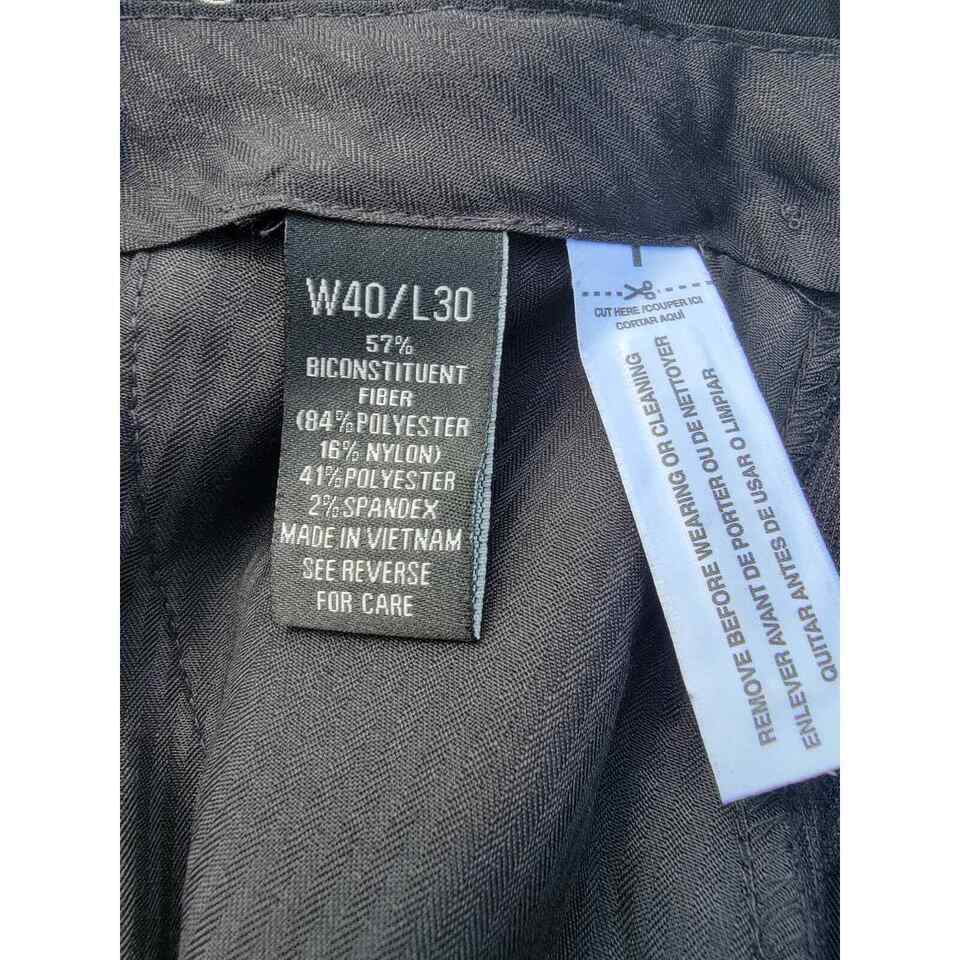 W40/L30
57%
BICONSTITUENT
FIBER
(84%POLYESTER
16% NYLON)
41%POLYESTER
2% SPANDEX
MADE IN VIETNAM
SEE REVERSE
FOR CARE
CUT HERE /COUPER ICI
CORTAR AQUÍ
REMOVE BEFORE WEARING OR CLEANING
ENLEVER AVANT DE PORTER OU DE NETTOYER
QUITAR ANTES DE USAR O LIMPIAR